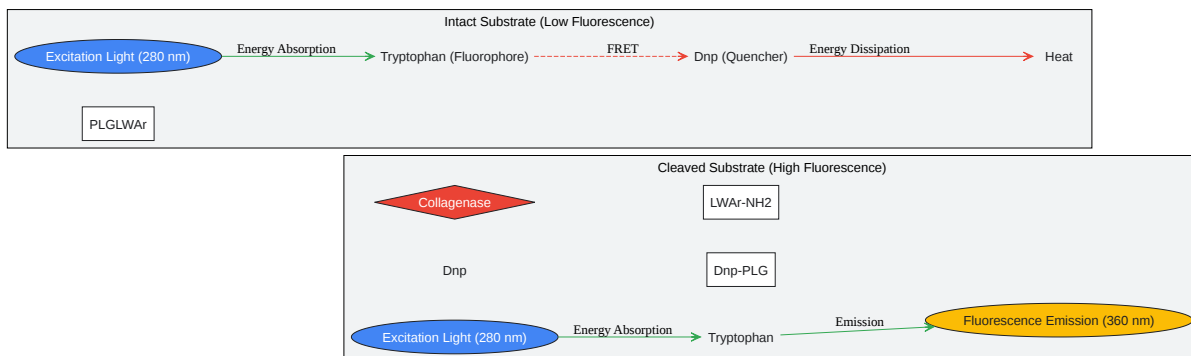 Intact Substrate (Low Fluorescence)
Excitation Light (280 nm)
Energy Absorption
Tryptophan (Fluorophore)
FRET
Dnp (Quencher)
Energy Dissipation
Heat
PLGLWAr
Cleaved Substrate (High Fluorescence)
Collagenase
LWAr-NH2
Dnp
Dnp-PLG
Excitation Light (280 nm)
Energy Absorption
Tryptophan
Emission
Fluorescence Emission (360 nm)